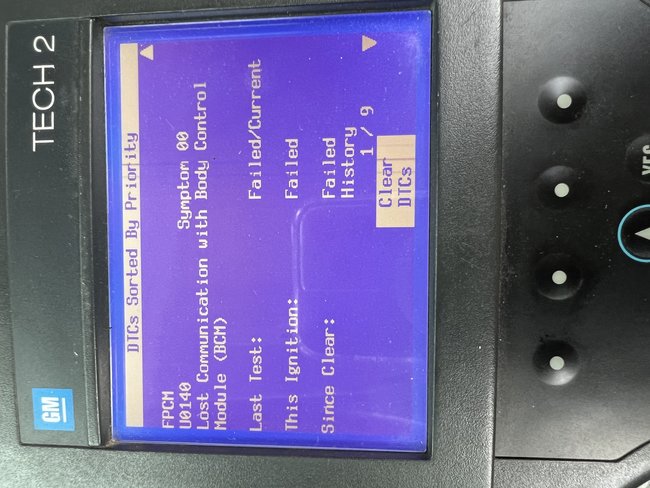 TECH 2
GM
DTCs Sorted By Priority
FPCM
U0140 Symptom 00
Lost Communication with Body Control
Module (BCM)
Last Test: Failed/Current
This Ignition: Failed
Since Clear: Failed
History
1 / 9
Clear
DTCs
YES